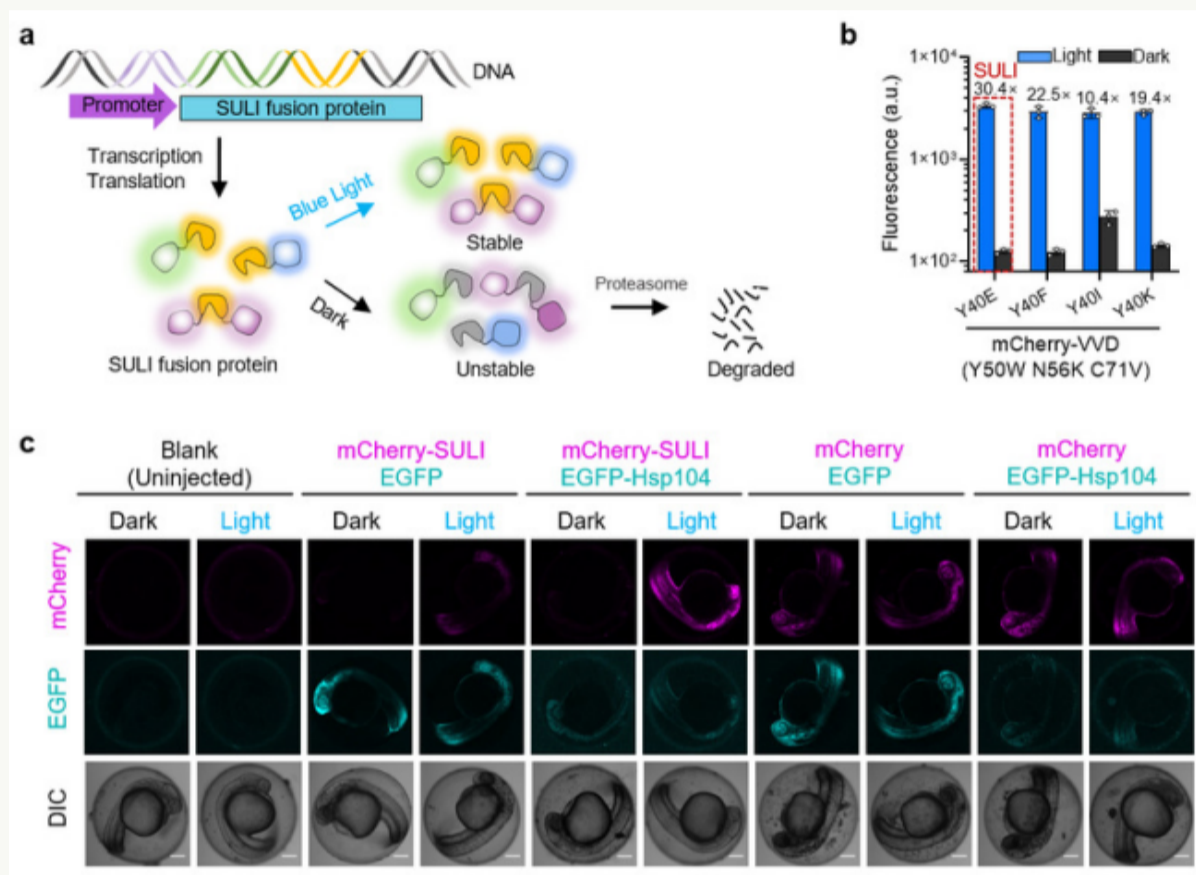 a
DNA
Promoter
SULI fusion protein
Transcription
Translation
Blue Light
Stable
Dark
SULI fusion protein
Unstable
Proteasome
Degraded
b
Light Dark
SULI
30.4× 22.5× 10.4× 19.4×
Fluorescence (a.u.)
1×10⁴
1×10³
1×10²
Y40E Y40F Y40I Y40K
mCherry-VVD
(Y50W N56K C71V)
c
Blank
(Uninjected)
mCherry-SULI
EGFP
mCherry-SULI
EGFP-Hsp104
mCherry
EGFP
mCherry
EGFP-Hsp104
Dark Light Dark Light Dark Light Dark Light Dark Light
mCherry
EGFP
DIC